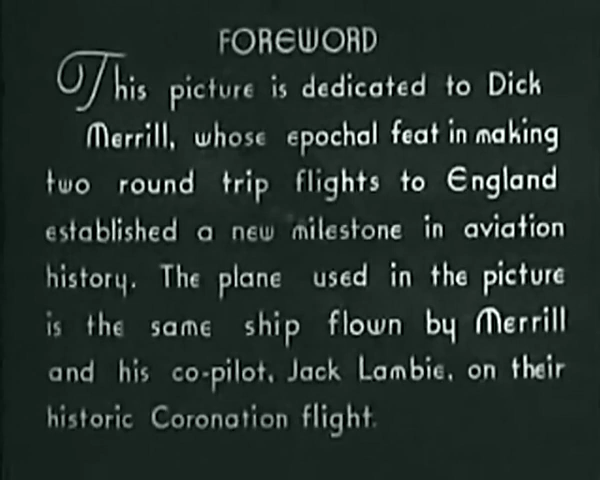 FOREWORD
This picture is dedicated to Dick
Merrill, whose epochal feat in making
two round trip flights to England
established a new milestone in aviation
history. The plane used in the picture
is the same ship flown by Merrill
and his co-pilot, Jack Lambie, on their
historic Coronation flight.